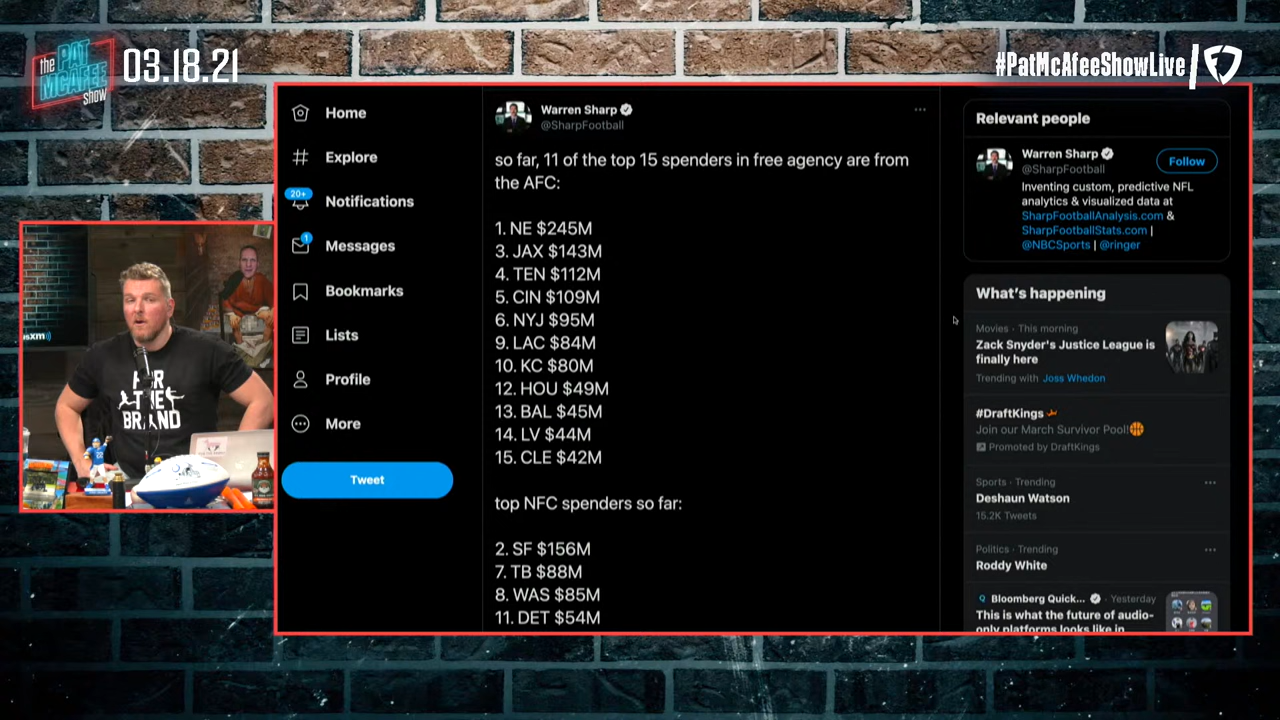 the PAT MCAFEE show
03.18.21
#PatMcAfeeShowLive
sxm
FOR
THE
BRAND
Home
Explore
20+
Notifications
1
Messages
Bookmarks
Lists
Profile
More
Tweet
Warren Sharp
@SharpFootball
so far, 11 of the top 15 spenders in free agency are from
the AFC:
1. NE $245M
3. JAX $143M
4. TEN $112M
5. CIN $109M
6. NYJ $95M
9. LAC $84M
10. KC $80M
12. HOU $49M
13. BAL $45M
14. LV $44M
15. CLE $42M
top NFC spenders so far:
2. SF $156M
7. TB $88M
8. WAS $85M
11. DET $54M
Relevant people
Warren Sharp
@SharpFootball
Follow
Inventing custom, predictive NFL
analytics & visualized data at
SharpFootballAnalysis.com &
SharpFootballStats.com |
@NBCSports | @ringer
What's happening
Movies · This morning
Zack Snyder's Justice League is
finally here
Trending with Joss Whedon
#DraftKings
Join our March Survivor Pool!
Promoted by DraftKings
Sports · Trending
Deshaun Watson
15.2K Tweets
Politics · Trending
Roddy White
Bloomberg Quick... · Yesterday
This is what the future of audio-
only platforms looks like in